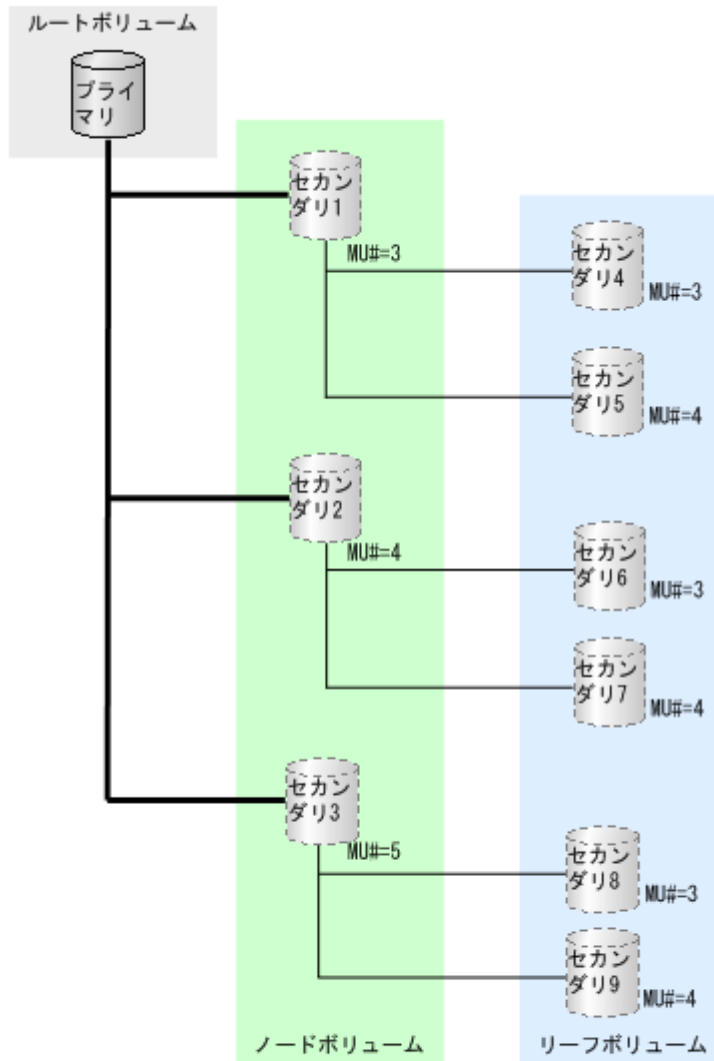 ルートボリューム
プライ
マリ
セカン
ダリ1
MU#=3
セカン
ダリ4
MU#=3
セカン
ダリ5
MU#=4
セカン
ダリ2
MU#=4
セカン
ダリ6
MU#=3
セカン
ダリ7
MU#=4
セカン
ダリ3
MU#=5
セカン
ダリ8
MU#=3
セカン
ダリ9
MU#=4
ノードボリューム
リーフボリューム